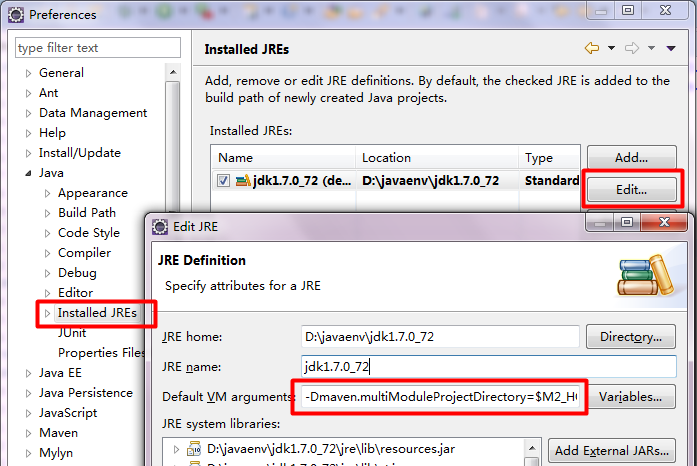 Preferences
type filter text
General
Ant
Data Management
Help
Install/Update
Java
Appearance
Build Path
Code Style
Compiler
Debug
Editor
Installed JREs
JUnit
Properties Files
Java EE
Java Persistence
JavaScript
Maven
Mylyn
Installed JREs
Add, remove or edit JRE definitions. By default, the checked JRE is added to the
build path of newly created Java projects.
Installed JREs:
Name Location Type
jdk1.7.0_72 (de... D:\javaenv\jdk1.7.0_72 Standard
Add...
Edit...
Edit JRE
JRE Definition
Specify attributes for a JRE
JRE home: D:\javaenv\jdk1.7.0_72 Directory...
JRE name: jdk1.7.0_72
Default VM arguments: -Dmaven.multiModuleProjectDirectory=$M2_H Variables...
JRE system libraries:
D:\javaenv\jdk1.7.0_72\jre\lib\resources.jar
Add External JARs...